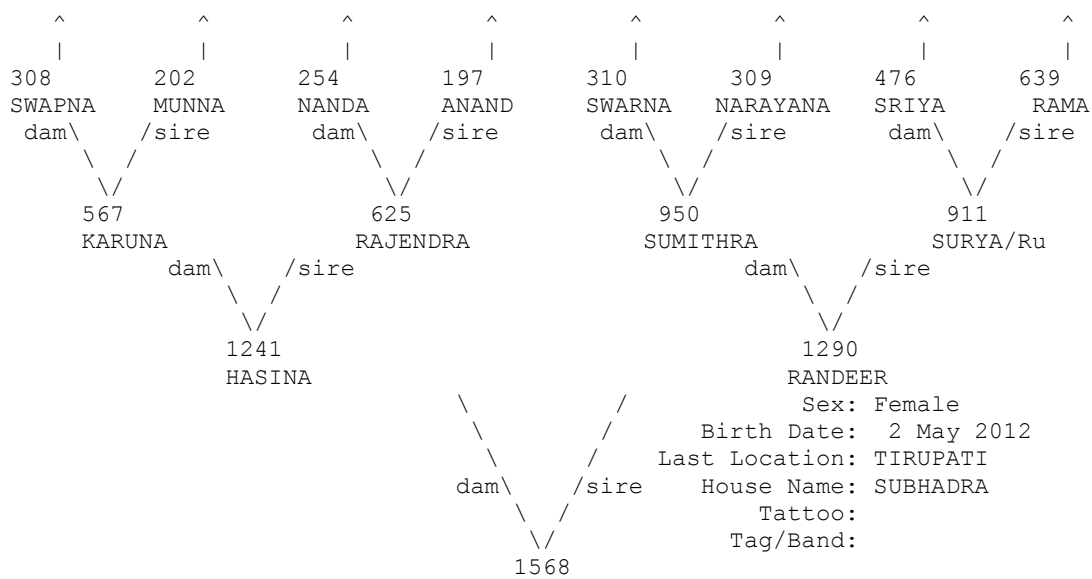 ^ ^ ^ ^ ^ ^ ^ ^
| | | | | | | |
308 202 254 197 310 309 476 639
SWAPNA MUNNA NANDA ANAND SWARNA NARAYANA SRIYA RAMA
dam\ /sire dam\ /sire dam\ /sire dam\ /sire
\ / \ / \ / \ /
\/ \/ \/ \/
567 625 950 911
KARUNA RAJENDRA SUMITHRA SURYA/Ru
dam\ /sire dam\ /sire
\ / \ /
\/ \/
1241 1290
HASINA RANDEER
\ / Sex: Female
\ / Birth Date: 2 May 2012
\ / Last Location: TIRUPATI
dam\ /sire House Name: SUBHADRA
\ / Tattoo:
\/ Tag/Band:
1568